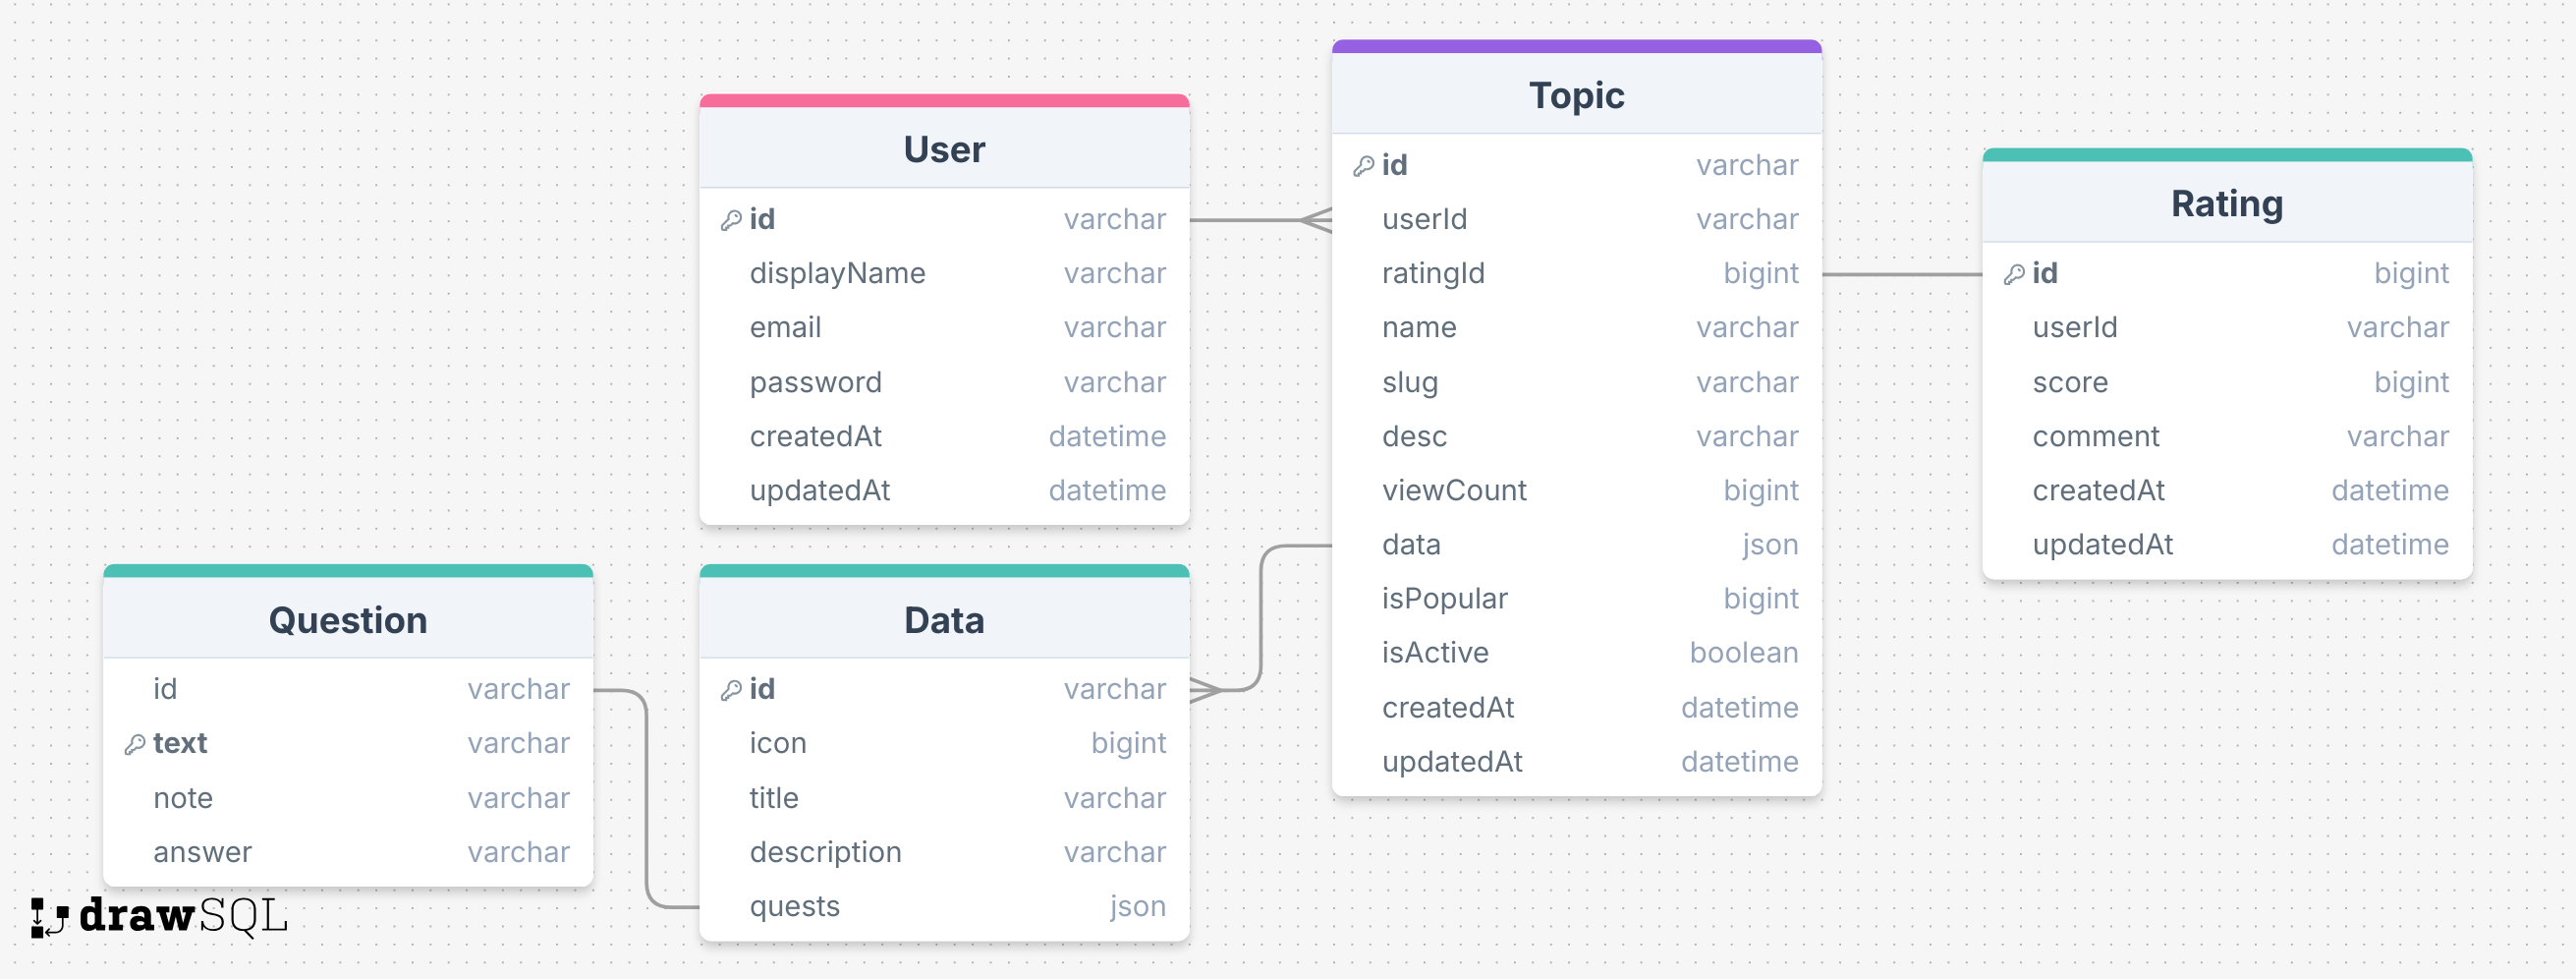 User
id varchar
displayName varchar
email varchar
password varchar
createdAt datetime
updatedAt datetime
Topic
id varchar
userId varchar
ratingId bigint
name varchar
slug varchar
desc varchar
viewCount bigint
data json
isPopular bigint
isActive boolean
createdAt datetime
updatedAt datetime
Rating
id bigint
userId varchar
score bigint
comment varchar
createdAt datetime
updatedAt datetime
Question
id varchar
text varchar
note varchar
answer varchar
Data
id varchar
icon bigint
title varchar
description varchar
quests json
drawSQL